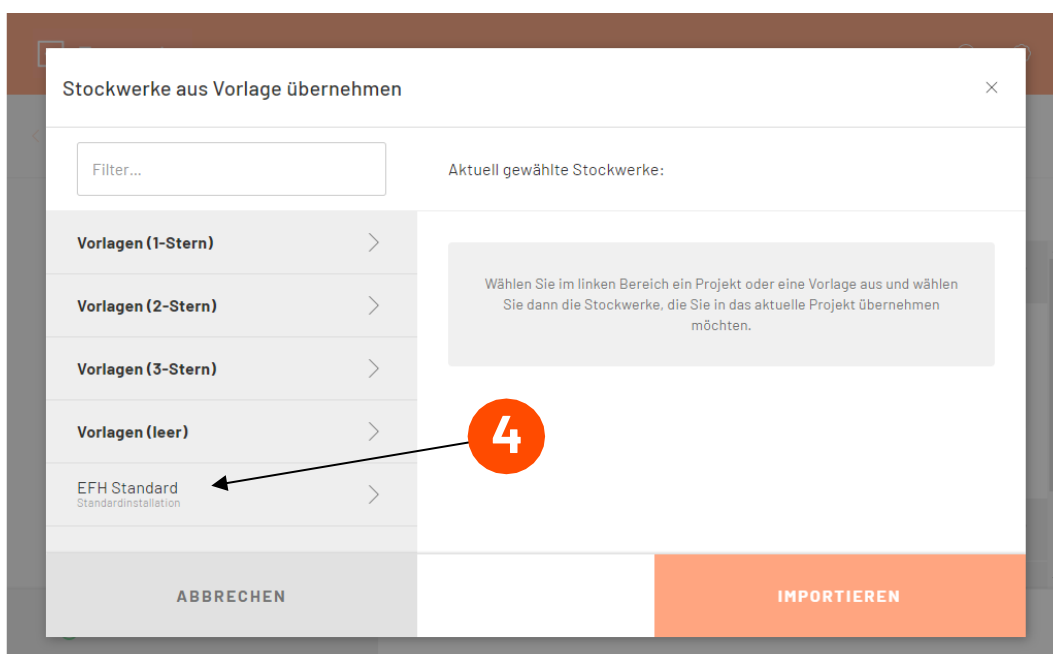 Stockwerke aus Vorlage übernehmen
Filter...
Aktuell gewählte Stockwerke:
Vorlagen (1-Stern)
Vorlagen (2-Stern)
Vorlagen (3-Stern)
Vorlagen (leer)
EFH Standard
Standardinstallation
Wählen Sie im linken Bereich ein Projekt oder eine Vorlage aus und wählen
Sie dann die Stockwerke, die Sie in das aktuelle Projekt übernehmen
möchten.
4
ABBRECHEN
IMPORTIEREN